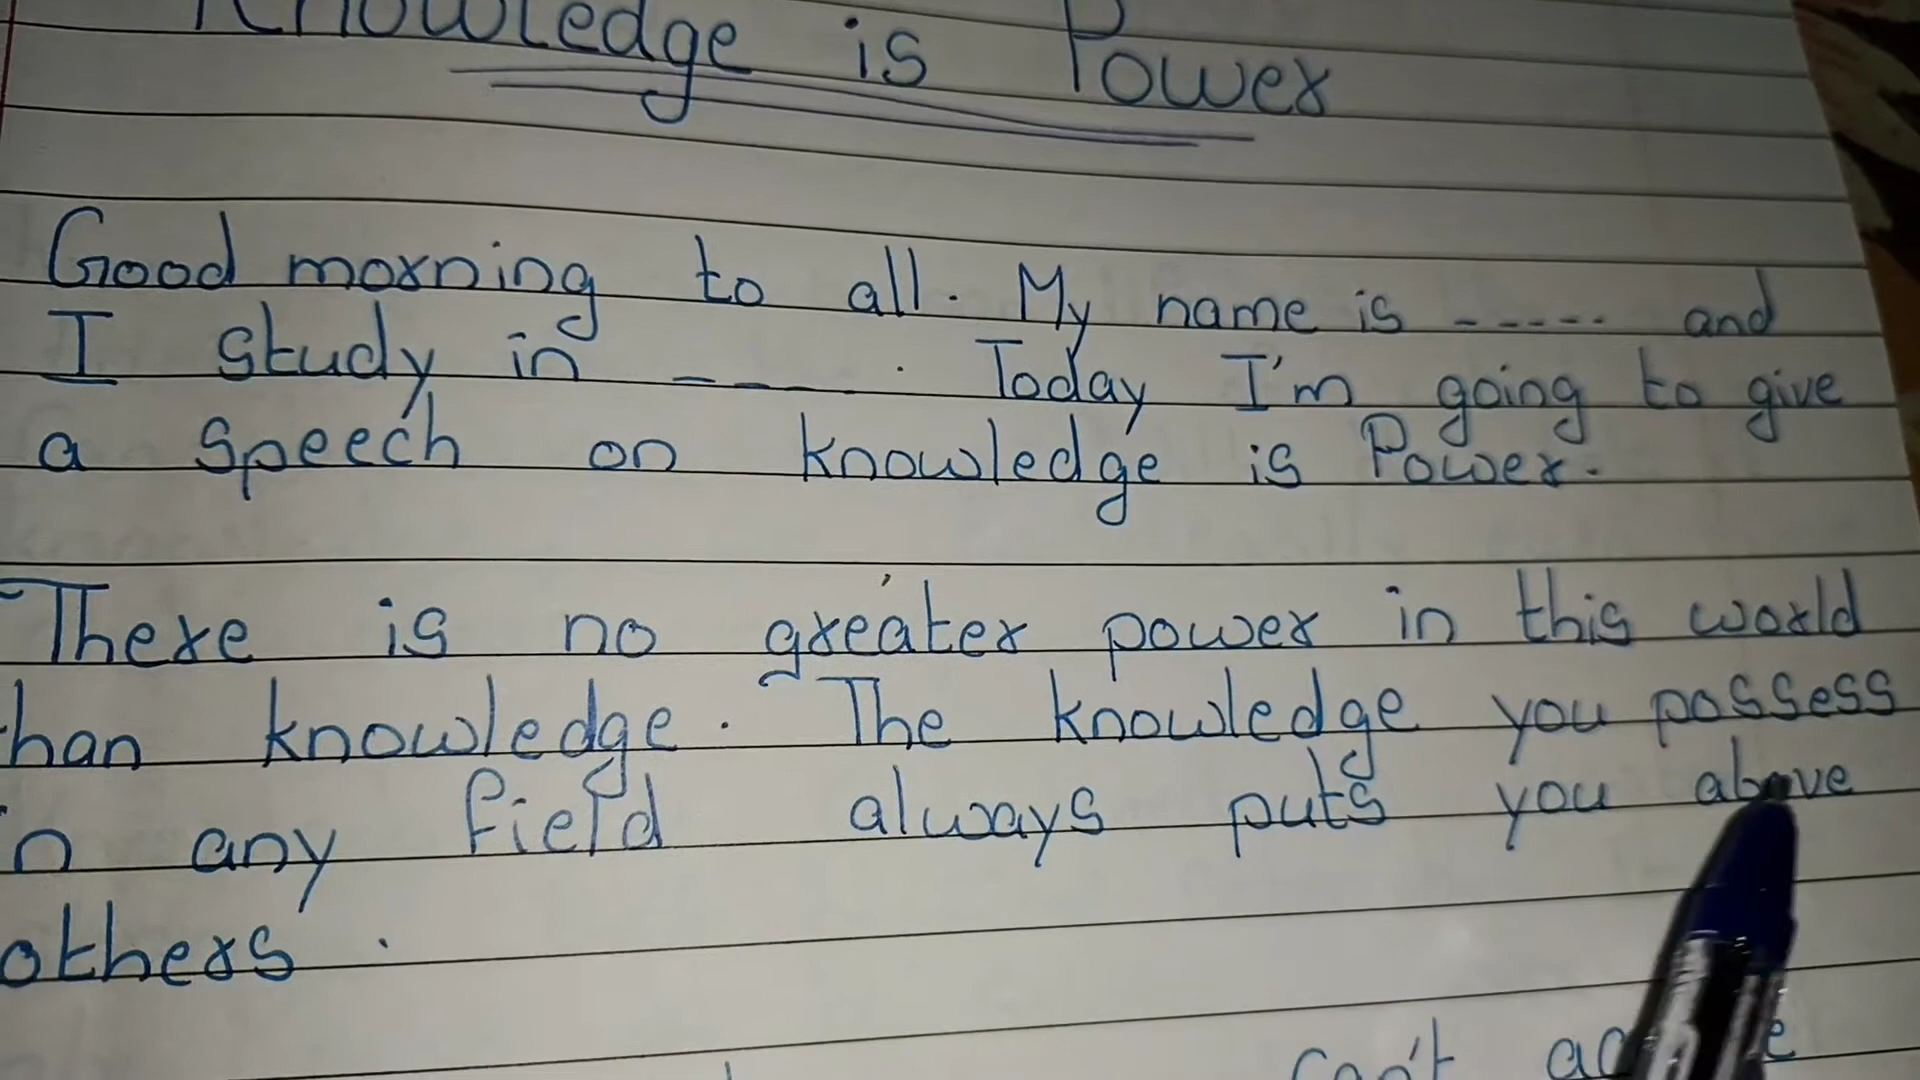 Knowledge is Power
Good morning to all. My name is ----- and
I study in ---- . Today I'm going to give
a speech on knowledge is Power.
There is no greater power in this world
han knowledge. The knowledge you possess
n any field always puts you above
others.
can't